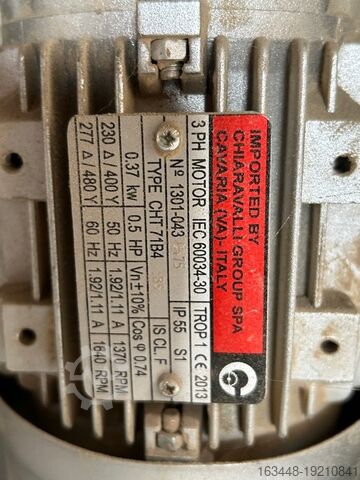 IMPORTED BY
CHIARAVALLI GROUP SPA
CAVARIA (VA)- ITALY
3 PH MOTOR IEC 60034-30 TROP1. CE 2013
Nº 1301-043 IP 55 S1
TYPE CHT 71B4 IS CL. F
0.37 kw 0.5 HP Vn±10% Cos φ 0.74
230 Δ / 400 Y 50 Hz 1.92/1.11 A 1370 RPM
277 Δ / 480 Y 60 Hz 1.92/1.11 A 1640 RPM
163448-19210841